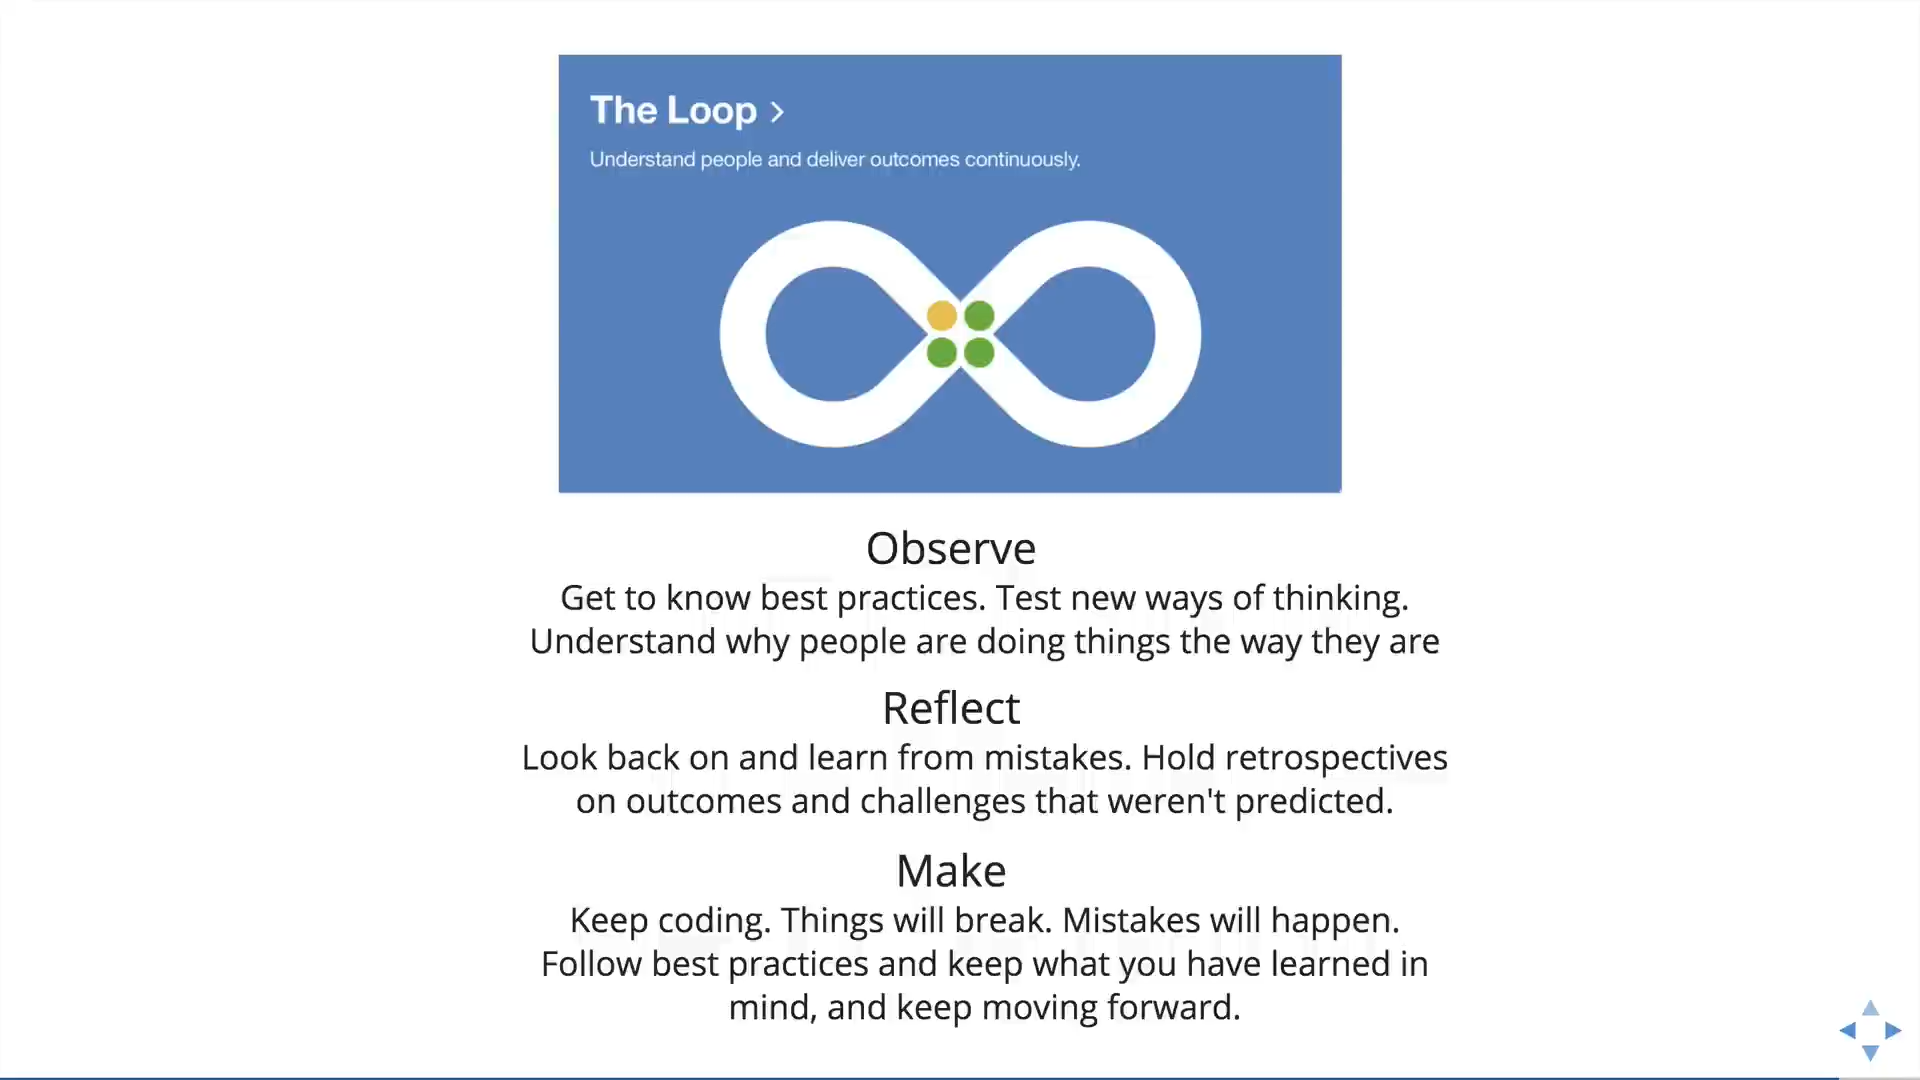 The Loop >
Understand people and deliver outcomes continuously.
Observe
Get to know best practices. Test new ways of thinking.
Understand why people are doing things the way they are
Reflect
Look back on and learn from mistakes. Hold retrospectives
on outcomes and challenges that weren't predicted.
Make
Keep coding. Things will break. Mistakes will happen.
Follow best practices and keep what you have learned in
mind, and keep moving forward.